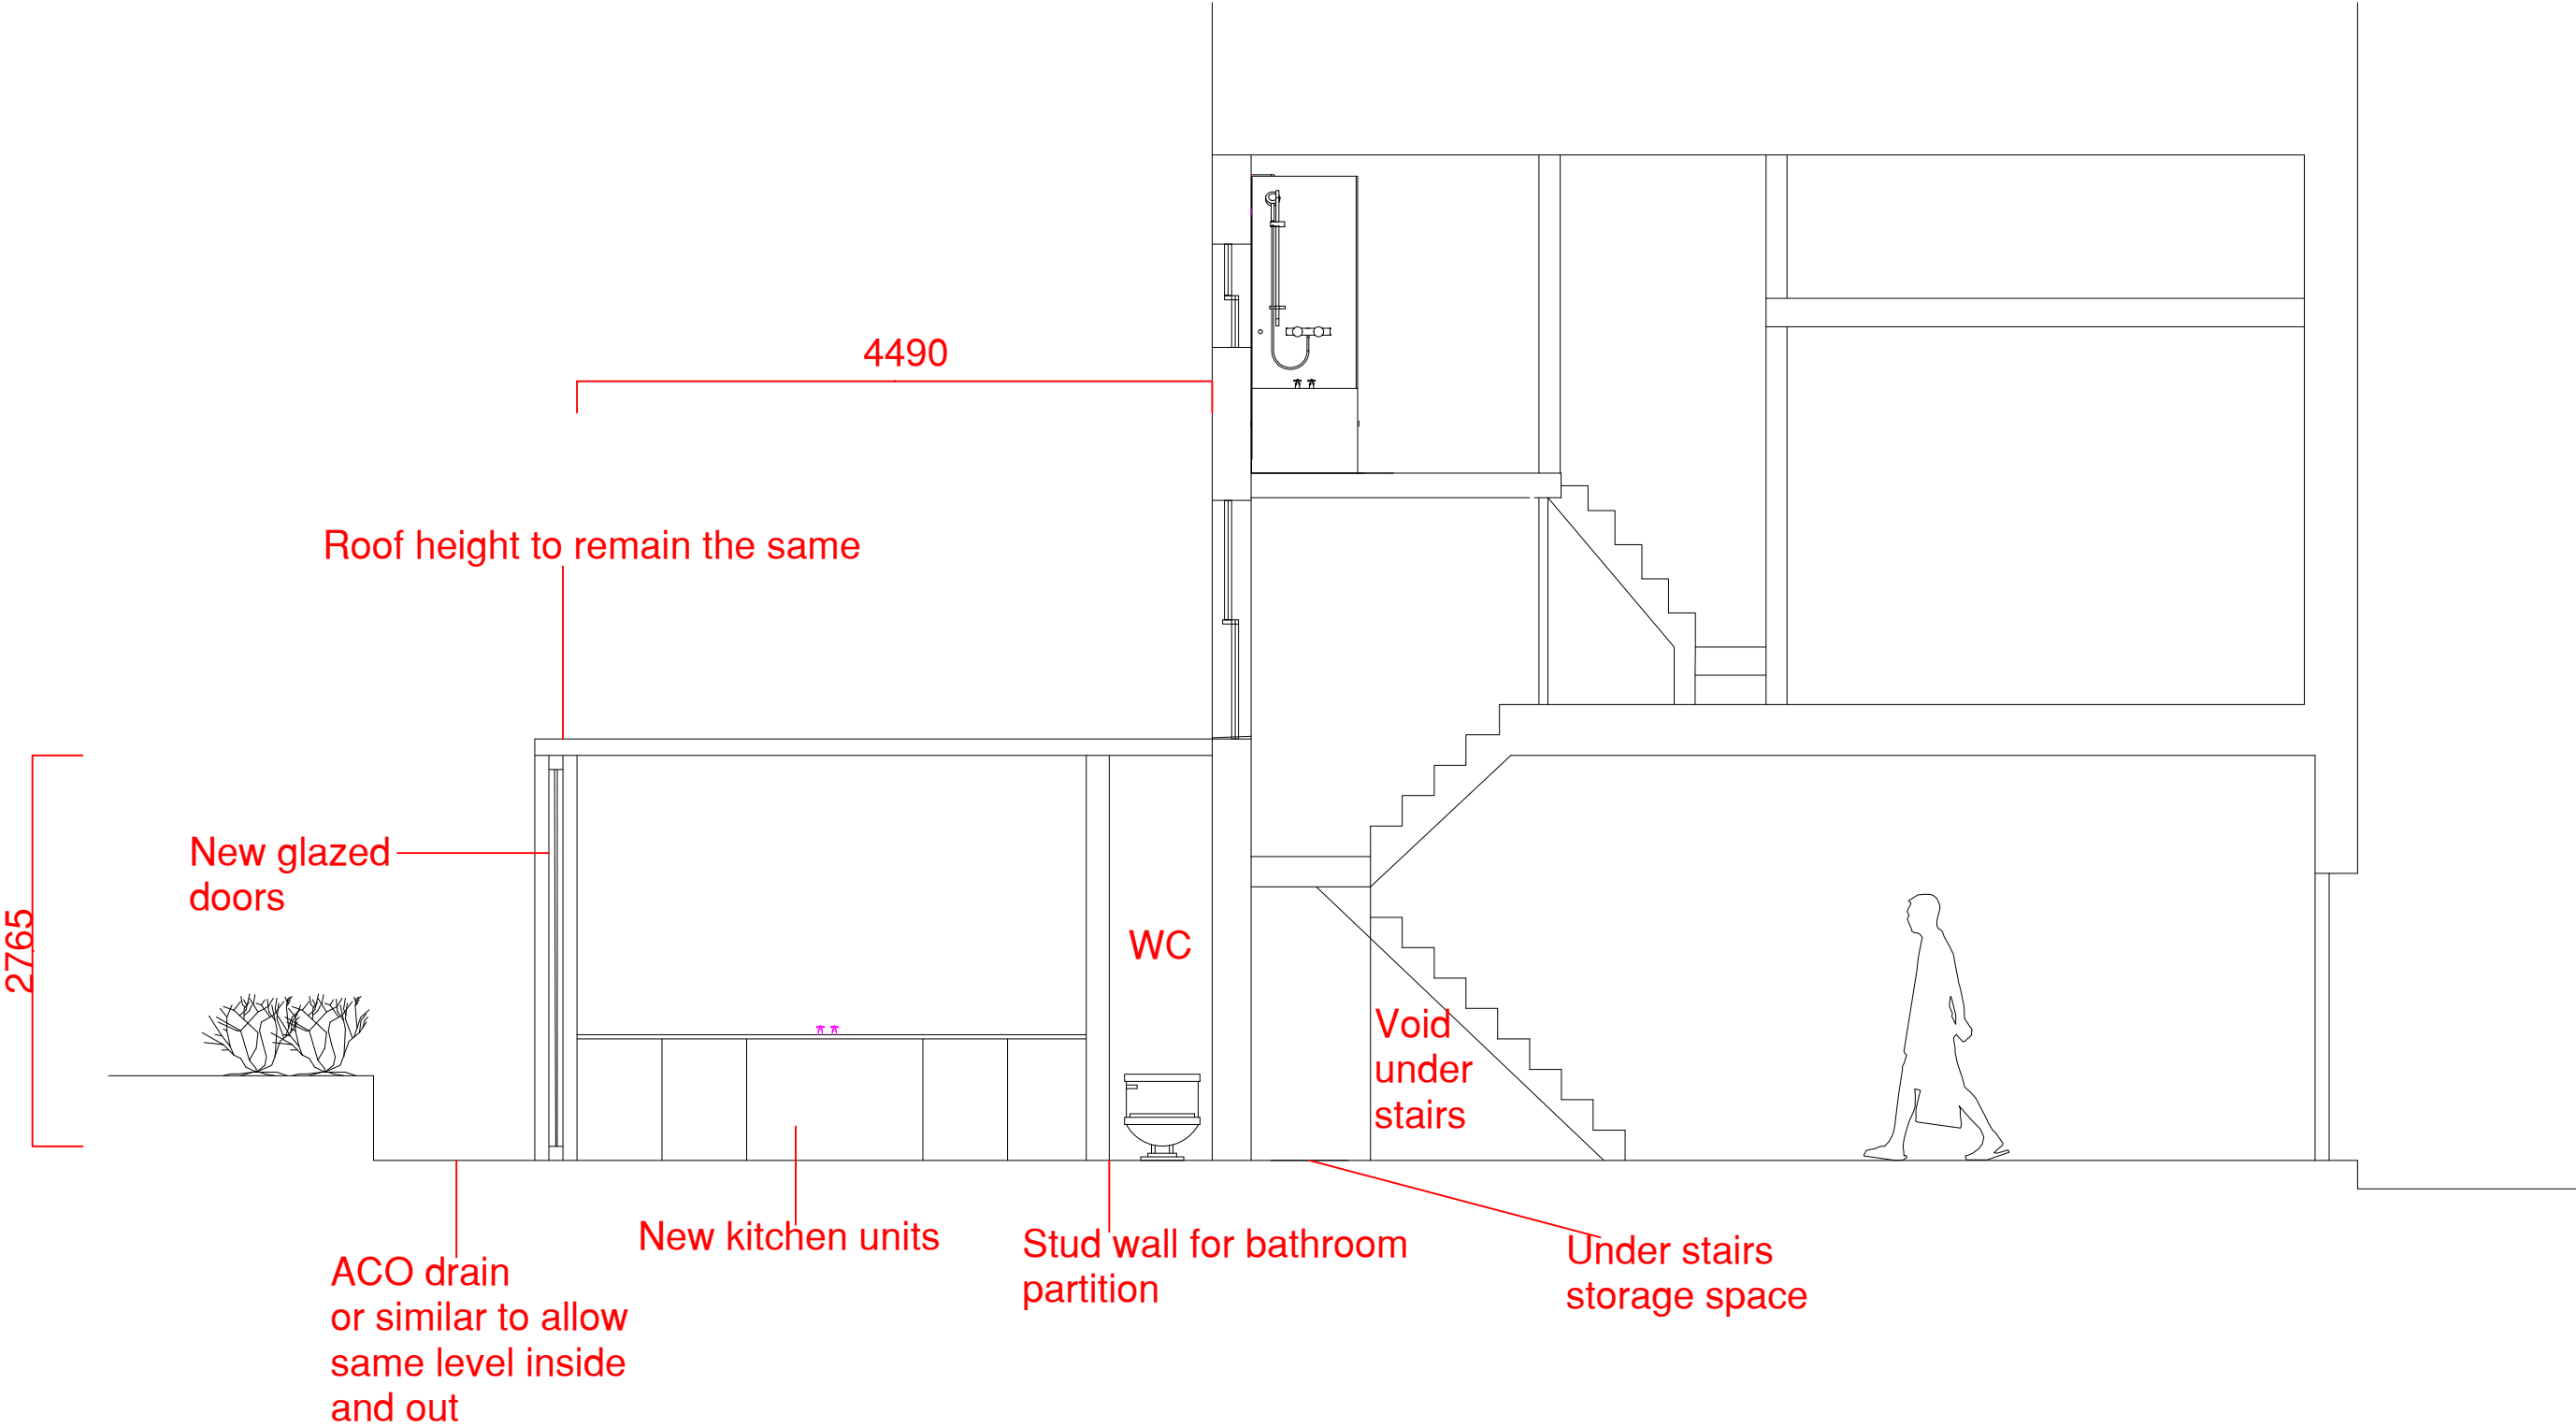 4490
Roof height to remain the same
New glazed
doors
2765
WC
Void
under
stairs
New kitchen units
Stud wall for bathroom
partition
Under stairs
storage space
ACO drain
or similar to allow
same level inside
and out